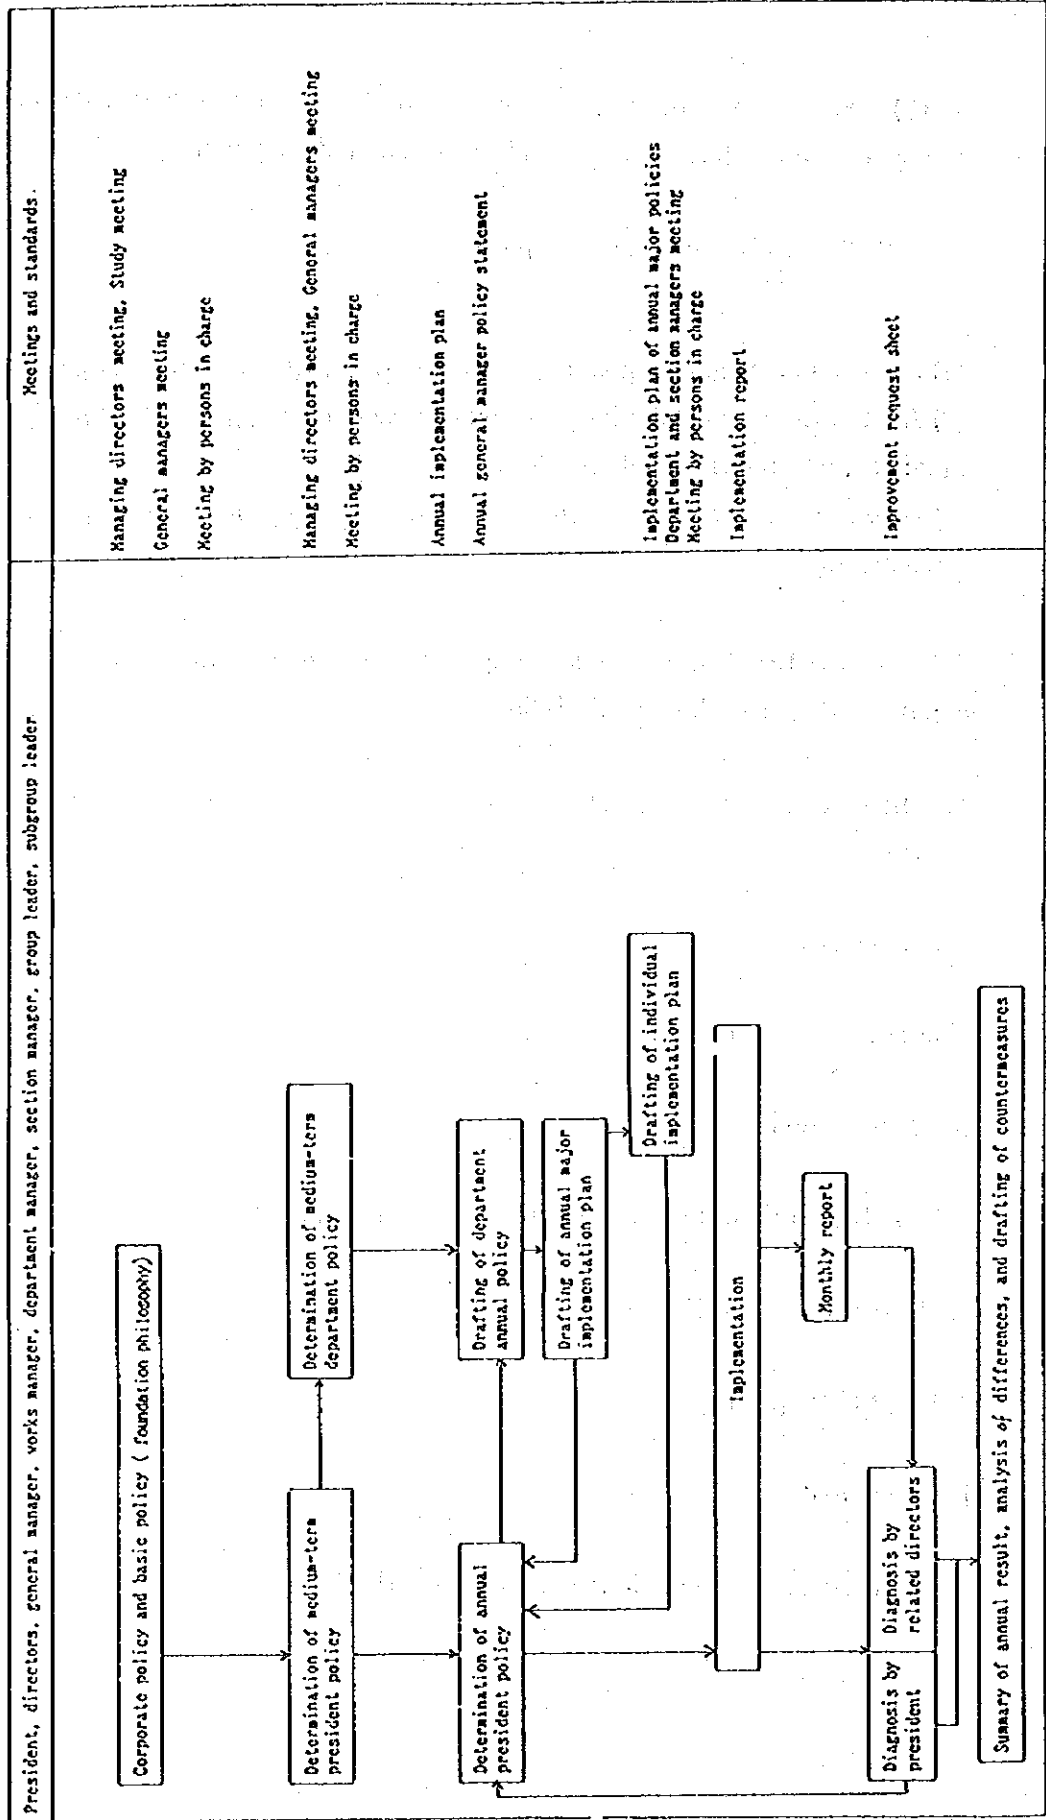 President, directors, general manager, works manager, department manager, section manager, group leader, subgroup leader
Meetings and standards.
Corporate policy and basic policy ( foundation philosophy)
Managing directors meeting, Study meeting
General managers meeting
Meeting by persons in charge
Determination of medium-term
president policy
Determination of medium-term
department policy
Managing directors meeting, General managers meeting
Meeting by persons in charge
Determination of annual
president policy
Drafting of department
annual policy
Annual implementation plan
Annual general manager policy statement
Drafting of annual major
implementation plan
Drafting of individual
implementation plan
Implementation plan of annual major policies
Department and section managers meeting
Meeting by persons in charge
Implementation
Implementation report
Monthly report
Diagnosis by
president
Diagnosis by
related directors
Improvement request sheet
Summary of annual result, analysis of differences, and drafting of countermeasures